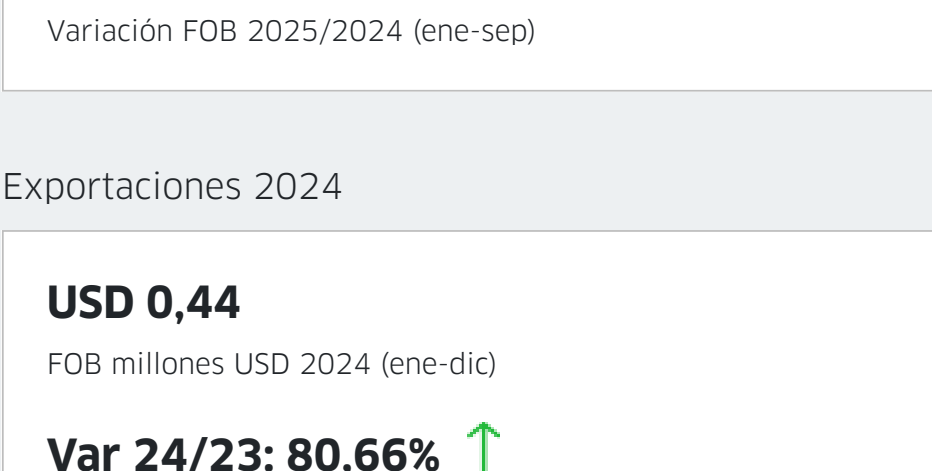 Variación FOB 2025/2024 (ene-sep)
Exportaciones 2024
USD 0,44
FOB millones USD 2024 (ene-dic)
Var 24/23: 80,66%